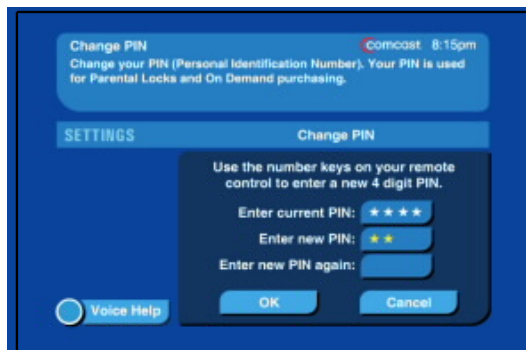 Change PIN
Comcast 8:15pm
Change your PIN (Personal Identification Number). Your PIN is used
for Parental Locks and On Demand purchasing.
SETTINGS
Change PIN
Use the number keys on your remote
control to enter a new 4 digit PIN.
Enter current PIN: ★★★★
Enter new PIN: ★★
Enter new PIN again:
OK
Cancel
Voice Help